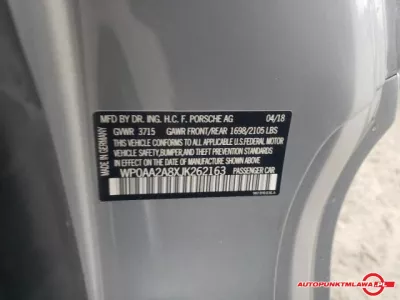 MFD BY DR. ING. H.C. F. PORSCHE AG 04/18
GVWR 3715 GAWR FRONT/REAR 1698/2105 LBS
THIS VEHICLE CONFORMS TO ALL APPLICABLE U.S. FEDERAL
VEHICLE SAFETY, BUMPER, AND THEFT PREVENTION
STANDARDS IN EFFECT ON THE DATE OF MANUFACTURE
SHOWN ABOVE
WP0AA2A8XJK262163 PASSENGER CAR
MADE IN GERMANY
AUTOPUNKTMLAWA.PL